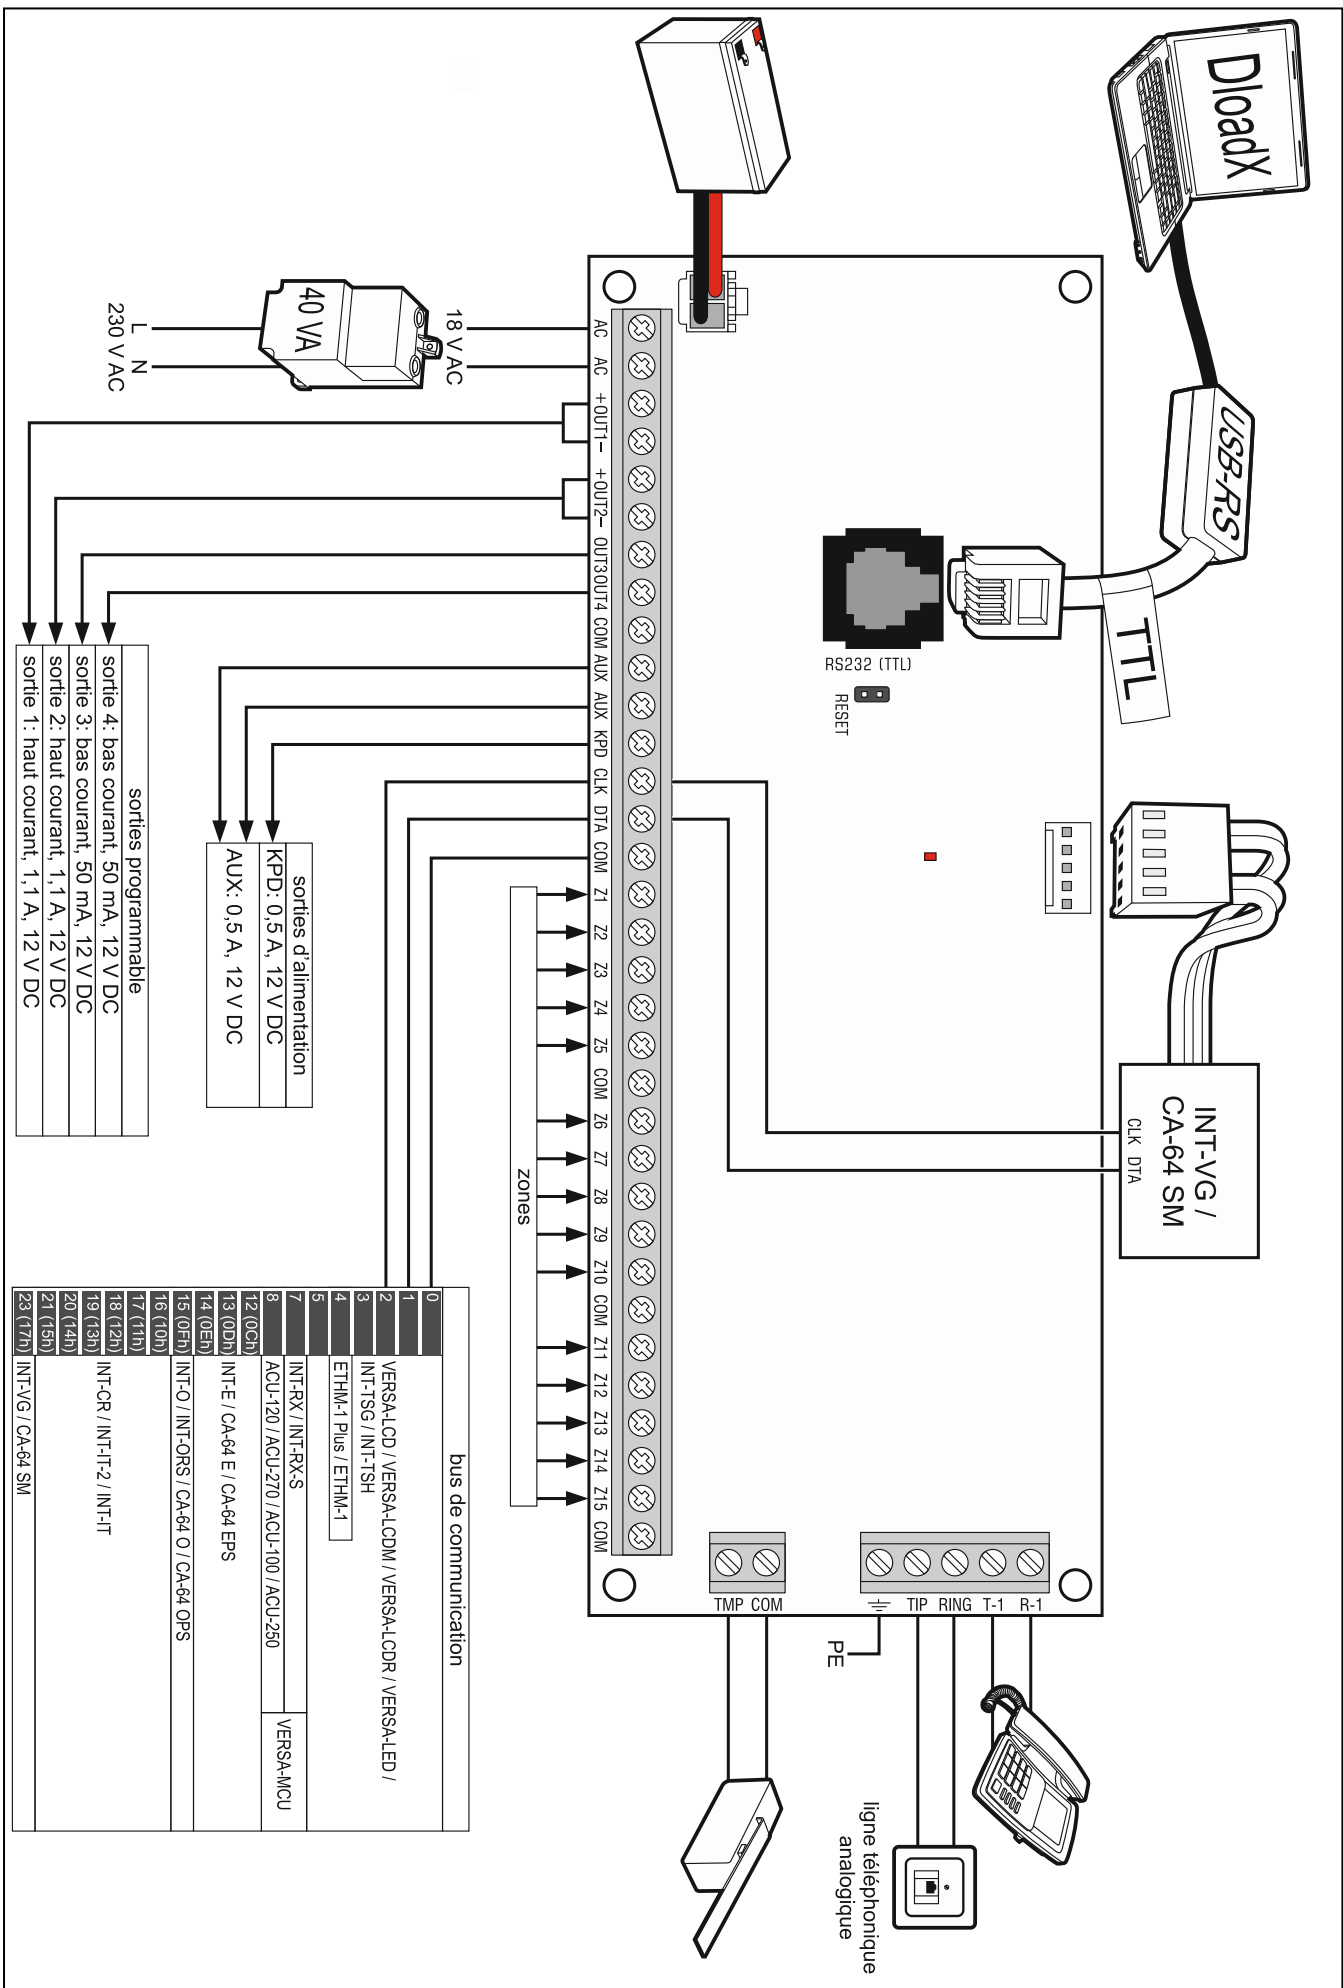 DloadX
USB-RS
TTL
RS232 (TTL)
RESET
INT-VG /
CA-64 SM
CLK DTA
40 VA
18 V AC
L N
230 V AC
AC AC +OUT1- +OUT2- OUT3 OUT4 COM AUX AUX KPD CLK DTA COM Z1 Z2 Z3 Z4 Z5 COM Z6 Z7 Z8 Z9 Z10 COM Z11 Z12 Z13 Z14 Z15 COM
TMP COM
TIP RING T-1 R-1
PE
ligne téléphonique
analogique
zones
sorties programmable
sortie 4: bas courant, 50 mA, 12 V DC
sortie 3: bas courant, 50 mA, 12 V DC
sortie 2: haut courant, 1,1 A, 12 V DC
sortie 1: haut courant, 1,1 A, 12 V DC
sorties d'alimentation
KPD: 0,5 A, 12 V DC
AUX: 0,5 A, 12 V DC
bus de communication
0
1
2
3
4
5
7
8
12 (0Ch)
13 (0Dh)
14 (0Eh)
15 (0Fh)
16 (10h)
17 (11h)
18 (12h)
19 (13h)
20 (14h)
21 (15h)
23 (17h)
VERSA-LCD / VERSA-LCDM / VERSA-LCDR / VERSA-LED /
INT-TSG / INT-TSH
ETHM-1 Plus / ETHM-1
INT-RX / INT-RX-S
ACU-120 / ACU-270 / ACU-100 / ACU-250
VERSA-MCU
INT-E / CA-64 E / CA-64 EPS
INT-O / INT-ORS / CA-64 O / CA-64 OPS
INT-CR / INT-IT-2 / INT-IT
INT-VG / CA-64 SM